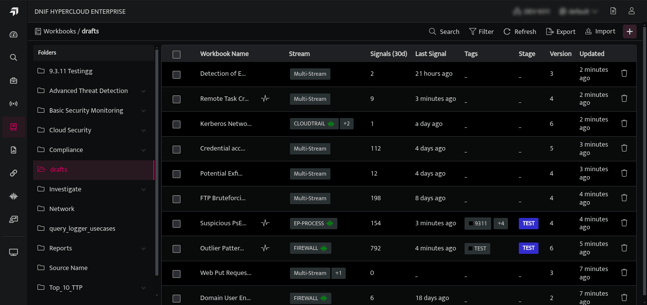 DNIF HYPERCLOUD ENTERPRISE
Workbooks / drafts
Search Filter Refresh Export Import
Folders
9.3.11 Testingg
Advanced Threat Detection
Basic Security Monitoring
Cloud Security
Compliance
drafts
Investigate
Network
query_logger_usecases
Reports
Source Name
Top_10_TTP
Workbook Name Stream Signals (30d) Last Signal Tags Stage Version Updated
Detection of E... Multi-Stream 2 21 hours ago _ _ 3 2 minutes ago
Remote Task Cr... Multi-Stream 9 3 minutes ago _ _ 4 2 minutes ago
Kerberos Netwo... CLOUDTRAIL +2 1 a day ago _ _ 6 2 minutes ago
Credential acc... Multi-Stream 112 4 days ago _ _ 5 3 minutes ago
Potential Exfi... Multi-Stream 12 4 days ago _ _ 4 3 minutes ago
FTP Bruteforci... Multi-Stream 198 8 days ago _ _ 4 4 minutes ago
Suspicious PsE... EP-PROCESS 154 3 minutes ago 9311 +4 TEST 4 4 minutes ago
Outlier Patter... FIREWALL 792 4 minutes ago TEST TEST 6 5 minutes ago
Web Put Reques... Multi-Stream +1 0 _ _ _ 3 7 minutes ago
Domain User En... FIREWALL 6 18 days ago _ _ 2 7 minutes ago